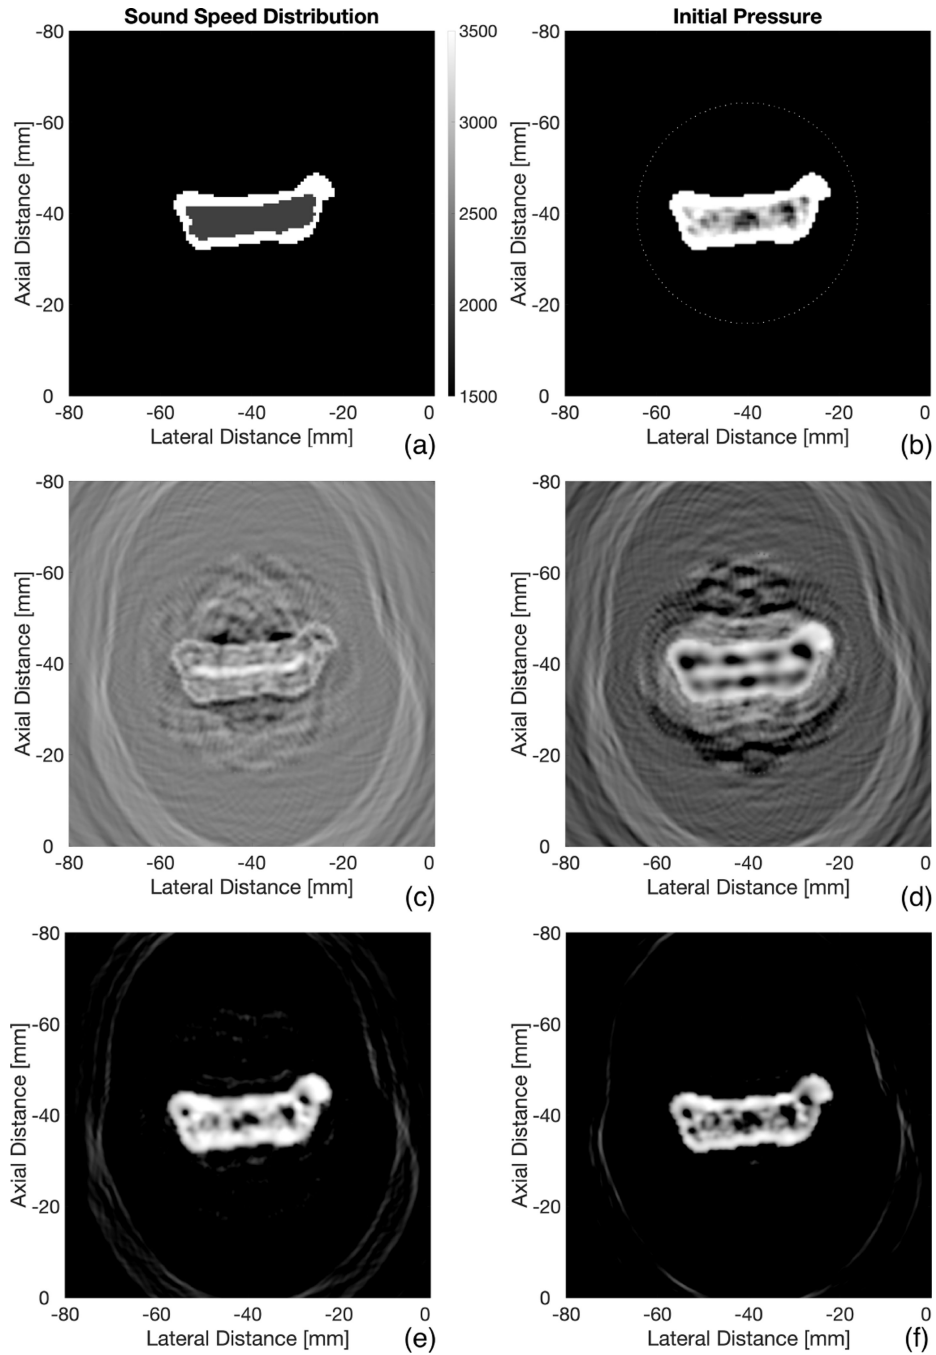 Sound Speed Distribution
Initial Pressure
-80
-60
-40
-20
0
Axial Distance [mm]
-80 -60 -40 -20 0
Lateral Distance [mm]
3500
3000
2500
2000
1500
(a)
-80
-60
-40
-20
0
Axial Distance [mm]
-80 -60 -40 -20 0
Lateral Distance [mm]
(b)
-80
-60
-40
-20
0
Axial Distance [mm]
-80 -60 -40 -20 0
Lateral Distance [mm]
(c)
-80
-60
-40
-20
0
Axial Distance [mm]
-80 -60 -40 -20 0
Lateral Distance [mm]
(d)
-80
-60
-40
-20
0
Axial Distance [mm]
-80 -60 -40 -20 0
Lateral Distance [mm]
(e)
-80
-60
-40
-20
0
Axial Distance [mm]
-80 -60 -40 -20 0
Lateral Distance [mm]
(f)